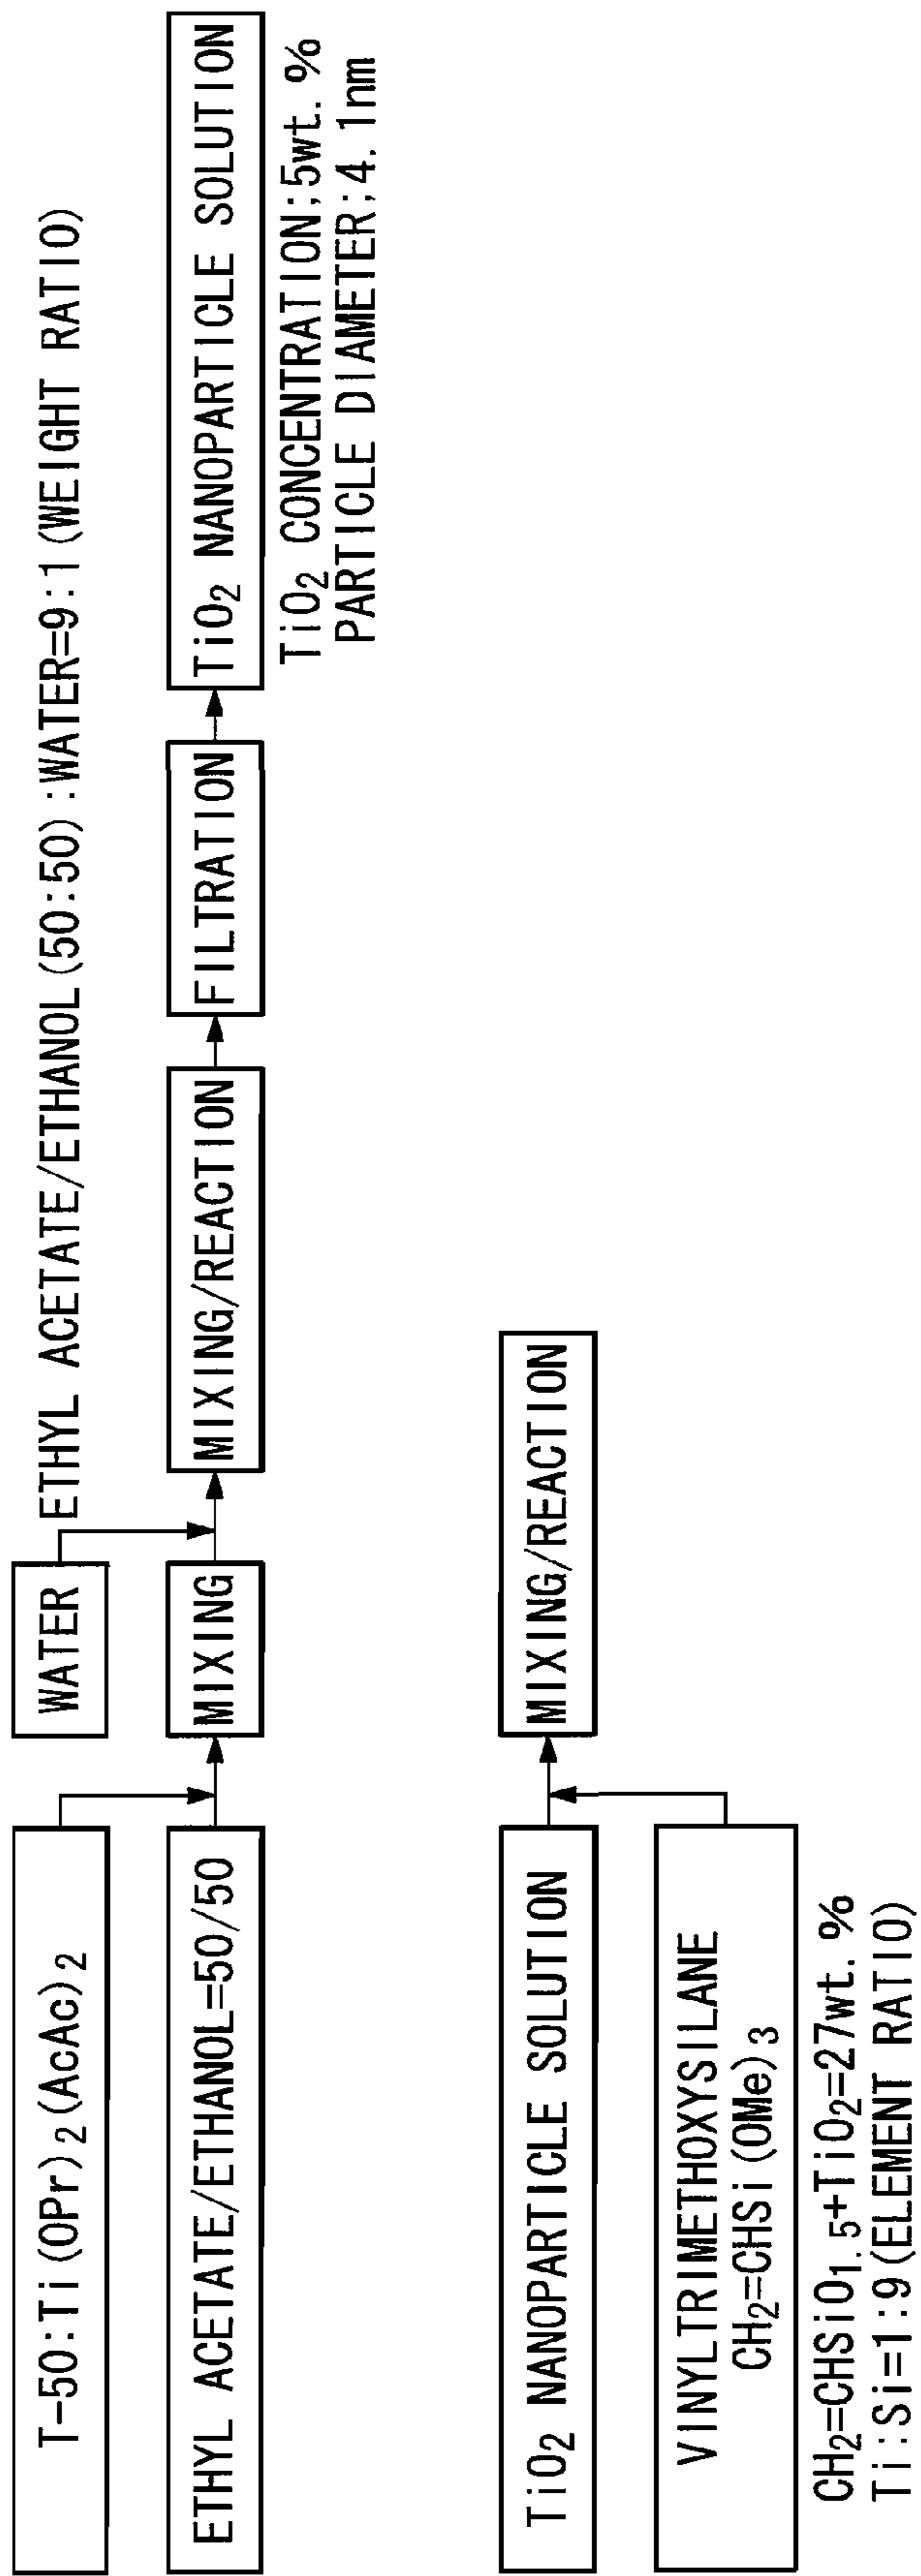 T-50:Ti(OPr)₂(AcAc)₂
WATER
ETHYL ACETATE/ETHANOL(50:50):WATER=9:1(WEIGHT RATIO)
ETHYL ACETATE/ETHANOL=50/50
MIXING
MIXING/REACTION
FILTRATION
TiO₂ NANOPARTICLE SOLUTION
TiO₂ CONCENTRATION;5wt. %
PARTICLE DIAMETER;4. 1nm
TiO₂ NANOPARTICLE SOLUTION
MIXING/REACTION
VINYLTRIMETHOXYSILANE
CH₂=CHSi(OMe)₃
CH₂=CHSiO₁.₅+TiO₂=27wt. %
Ti:Si=1:9(ELEMENT RATIO)